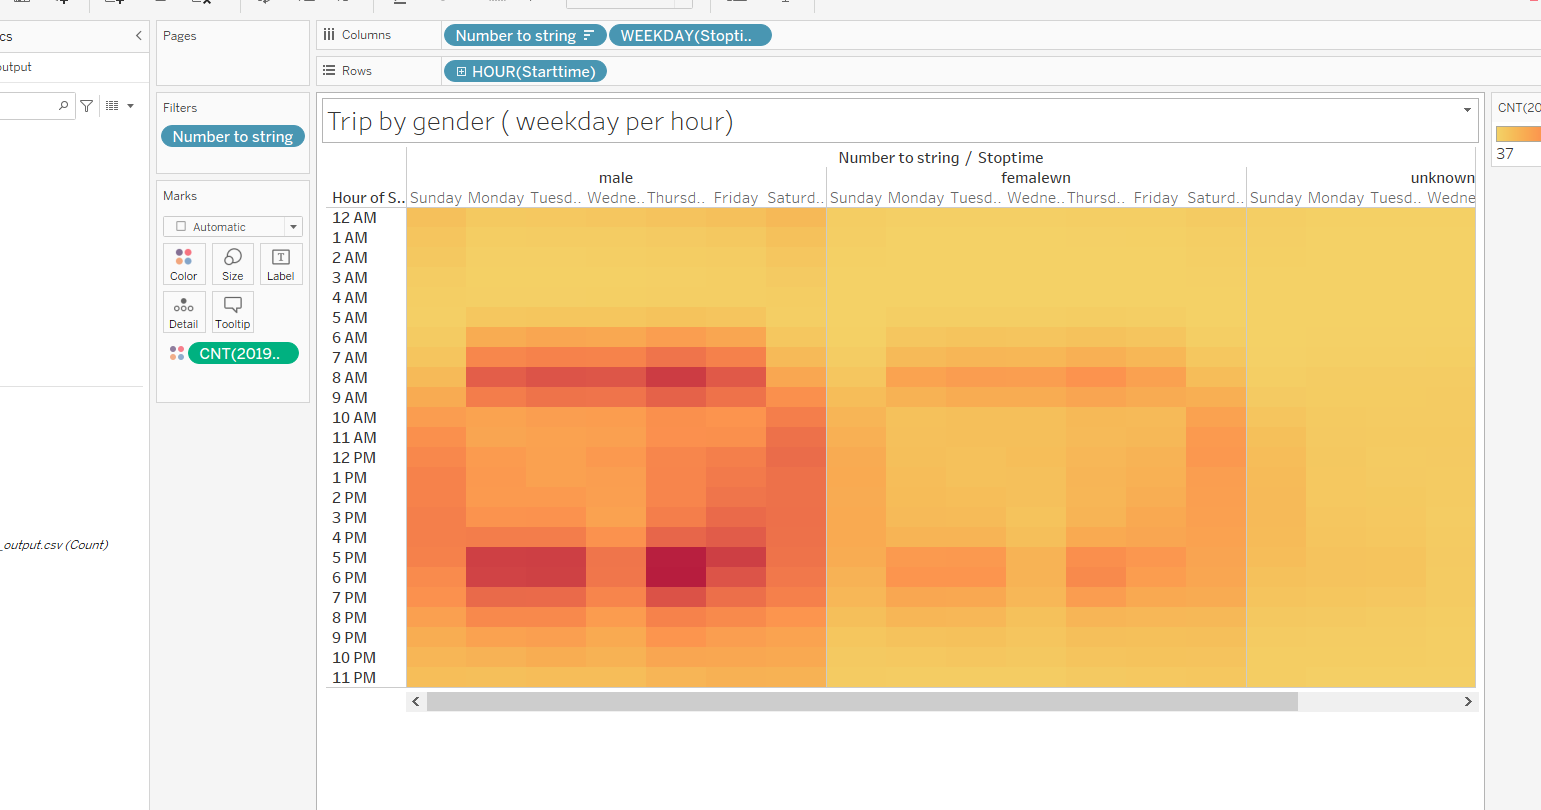 cs
Pages
Columns
Number to string
WEEKDAY(Stopti..
output
Rows
HOUR(Starttime)
Filters
Number to string
Trip by gender ( weekday per hour)
CNT(20
37
Number to string / Stoptime
male femalewn unknown
Hour of S.. Sunday Monday Tuesd.. Wedne.. Thursd.. Friday Saturd.. Sunday Monday Tuesd.. Wedne.. Thursd.. Friday Saturd.. Sunday Monday Tuesd.. Wedne
Marks
Automatic
Color Size Label
Detail Tooltip
CNT(2019..
12 AM
1 AM
2 AM
3 AM
4 AM
5 AM
6 AM
7 AM
8 AM
9 AM
10 AM
11 AM
12 PM
1 PM
2 PM
3 PM
4 PM
5 PM
6 PM
7 PM
8 PM
9 PM
10 PM
11 PM
_output.csv (Count)